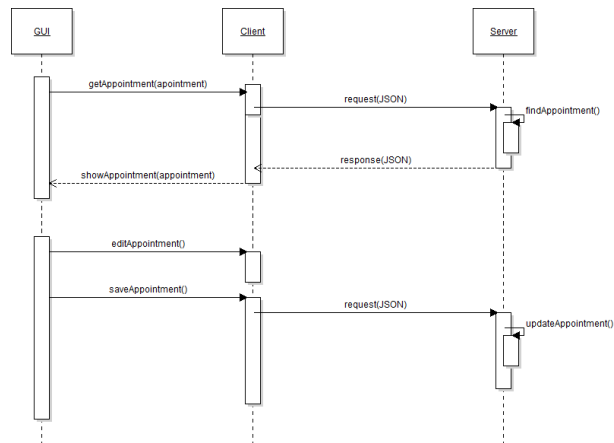 GUI
Client
Server
getAppointment(apointment)
request(JSON)
findAppointment()
response(JSON)
showAppointment(appointment)
editAppointment()
saveAppointment()
request(JSON)
updateAppointment()